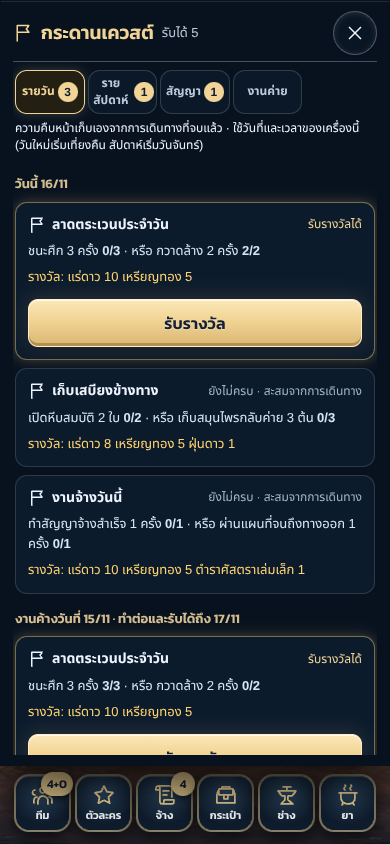 กระดานเควสต์ รับได้ 5
รายวัน 3
ราย
สัปดาห์ 1
สัญญา 1
งานค่าย
ความคืบหน้าเก็บเองจากการเดินทางที่จบแล้ว · ใช้วันที่และเวลาของเครื่องนี้
(วันใหม่เริ่มเที่ยงคืน สัปดาห์เริ่มวันจันทร์)
วันนี้ 16/11
ลาดตระเวนประจำวัน รับรางวัลได้
ชนะศึก 3 ครั้ง 0/3 · หรือ กวาดล้าง 2 ครั้ง 2/2
รางวัล: แร่ดาว 10 เหรียญทอง 5
รับรางวัล
เก็บเสบียงข้างทาง ยังไม่ครบ · สะสมจากการเดินทาง
เปิดหีบสมบัติ 2 ใบ 0/2 · หรือ เก็บสมุนไพรกลับค่าย 3 ต้น 0/3
รางวัล: แร่ดาว 8 เหรียญทอง 5 ฝุ่นดาว 1
งานจ้างวันนี้ ยังไม่ครบ · สะสมจากการเดินทาง
ทำสัญญาจ้างสำเร็จ 1 ครั้ง 0/1 · หรือ ผ่านแผนที่จนถึงทางออก 1
ครั้ง 0/1
รางวัล: แร่ดาว 10 เหรียญทอง 5 ตำราศัสตราเล่มเล็ก 1
งานค้างวันที่ 15/11 · ทำต่อและรับได้ถึง 17/11
ลาดตระเวนประจำวัน รับรางวัลได้
ชนะศึก 3 ครั้ง 3/3 · หรือ กวาดล้าง 2 ครั้ง 0/2
รางวัล: แร่ดาว 10 เหรียญทอง 5
4+0 4
ทีม ตัวละคร จ้าง กระเป๋า ช่าง ยา